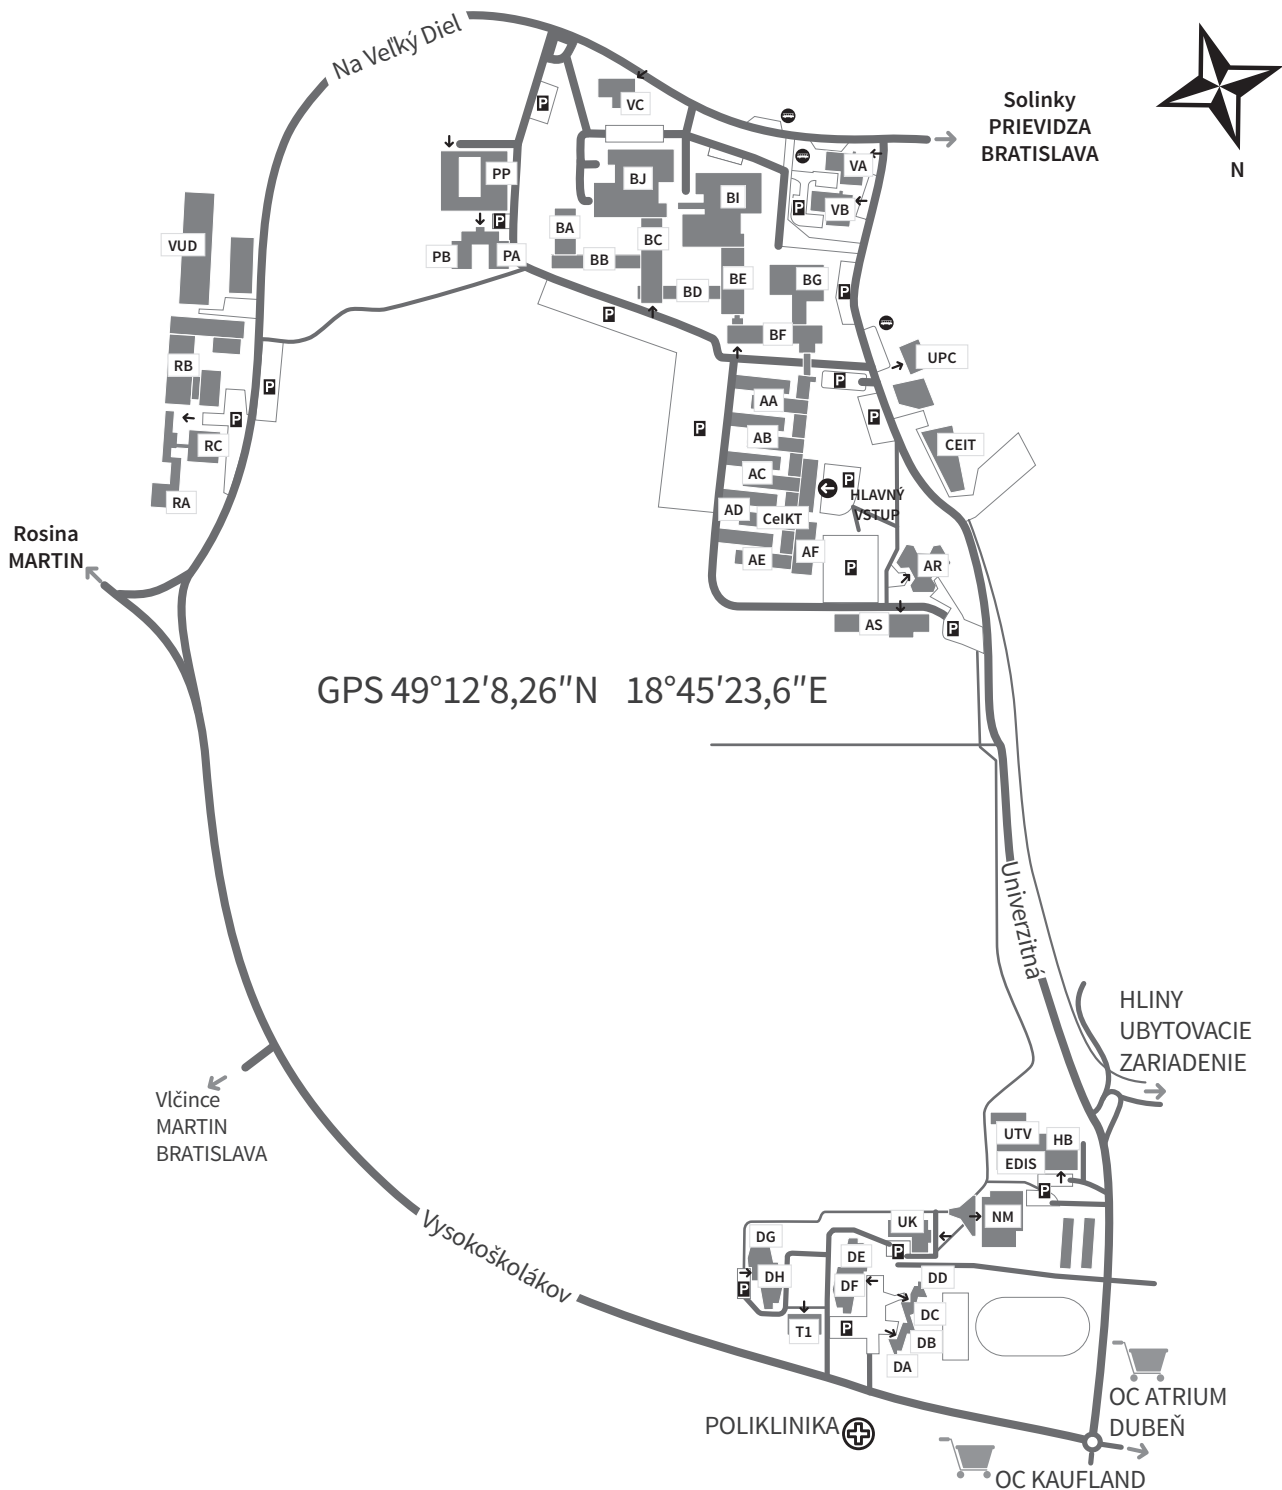 Na Veľký Diel
Solinky
PRIEVIDZA
BRATISLAVA
N
VC
P
VA
PP
BJ
BI
VB
P
P
BA
BC
VUD
PB
PA
BB
BE
BG
BD
P
P
BF
UPC
RB
P
P
AA
P
P
P
AB
RC
CEIT
AC
P
HLAVNÝ
VSTUP
RA
AD
CeIKT
Rosina
MARTIN
AE
AF
P
AR
AS
P
GPS 49°12'8,26"N 18°45'23,6"E
Univerzitná
HLINY
UBYTOVACIE
ZARIADENIE
Vlčince
MARTIN
BRATISLAVA
UTV
HB
EDIS
P
Vysokoškolákov
UK
NM
DG
DE
P
DH
DF
DD
P
DC
T1
P
DB
DA
OC ATRIUM
DUBEŇ
POLIKLINIKA
OC KAUFLAND